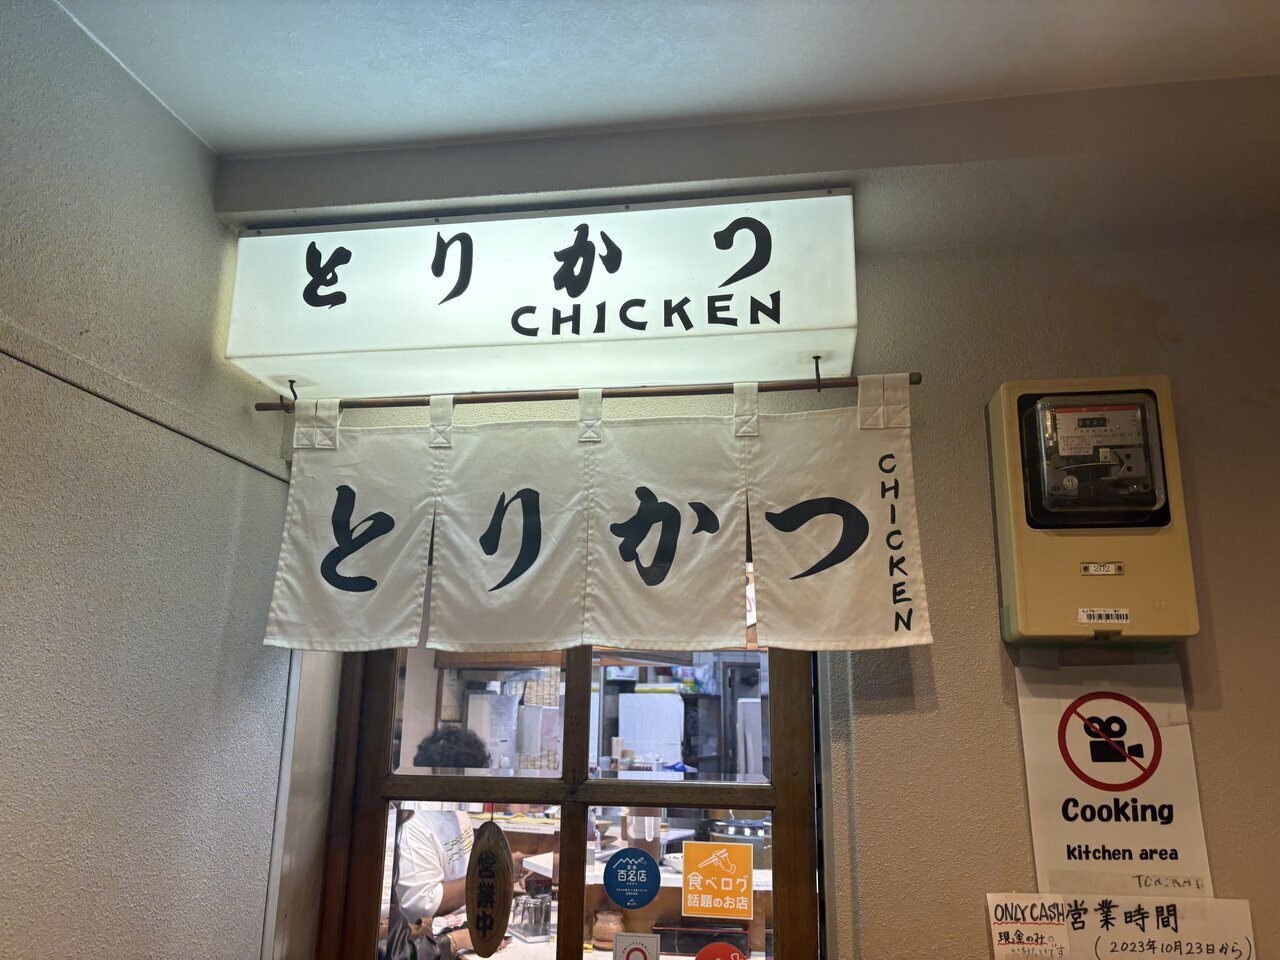 とりかつ
CHICKEN
とりかつ
CHICKEN
202
Cooking
kitchen area
ONLY CASH
現金のみの
営業時間
(2023年10月23日から)
営業中
百名店
2021
食べログ
話題のお店